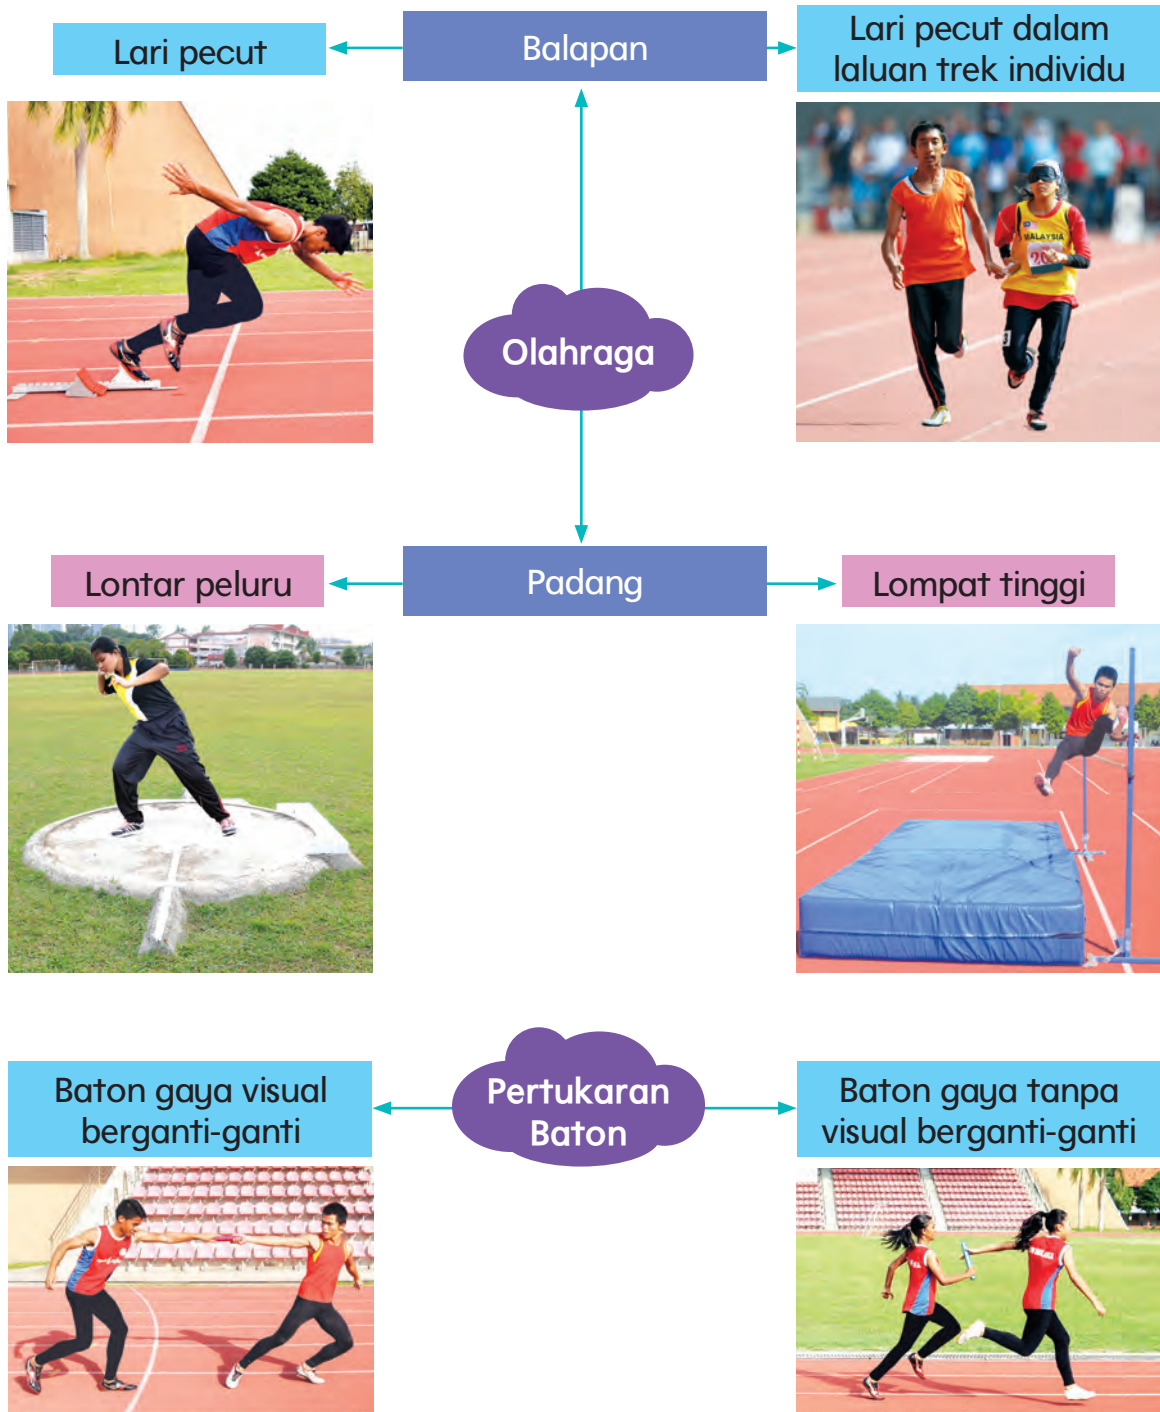 Lari pecut
Balapan
Lari pecut dalam
laluan trek individu
MALAYSIA
Olahraga
Lontar peluru
Padang
Lompat tinggi
Baton gaya visual
berganti-ganti
Pertukaran
Baton
Baton gaya tanpa
visual berganti-ganti